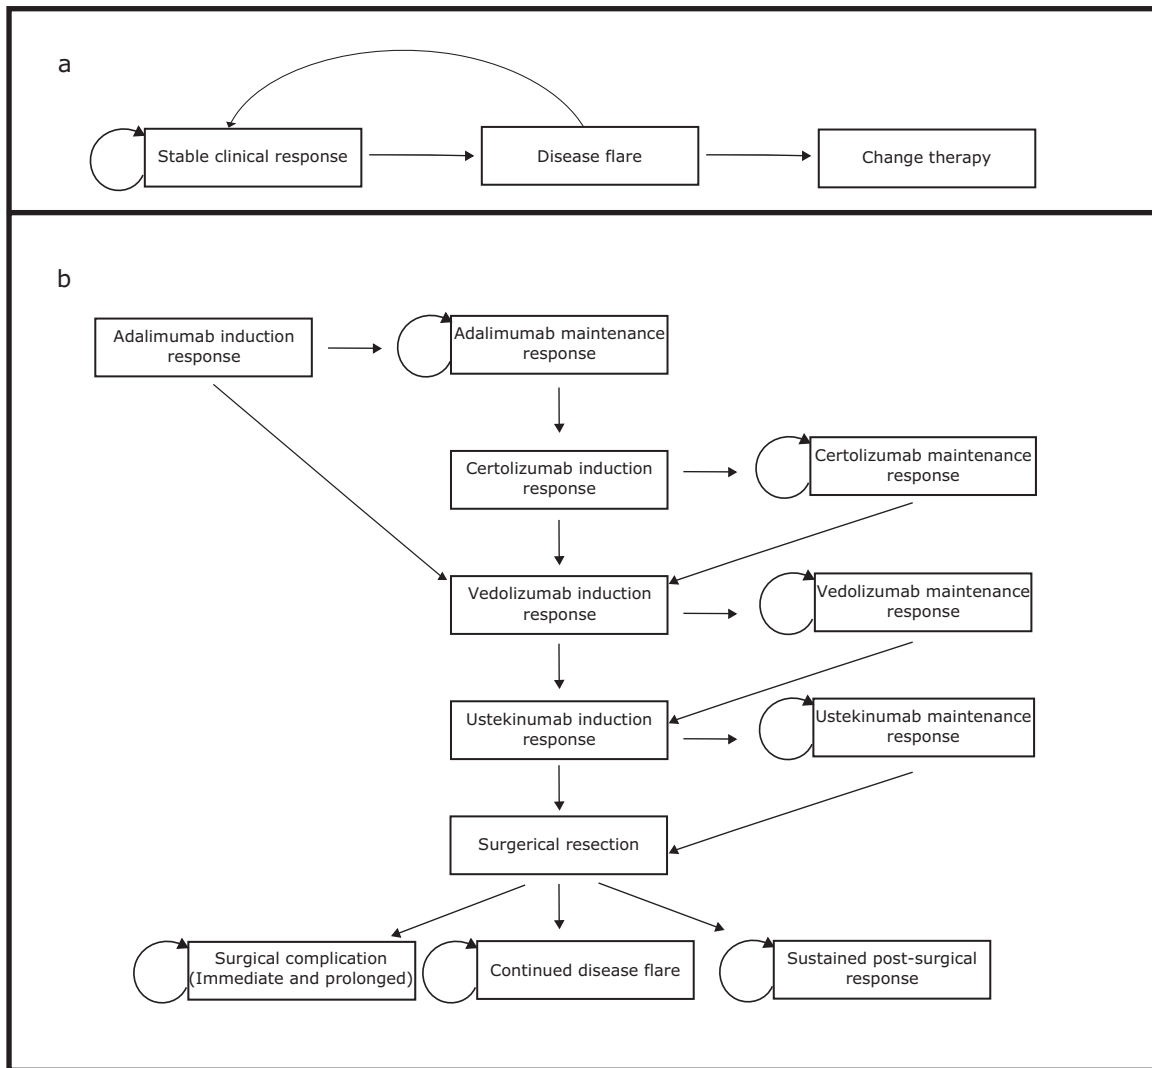 a
Stable clinical response
Disease flare
Change therapy
b
Adalimumab induction
response
Adalimumab maintenance
response
Certolizumab induction
response
Certolizumab maintenance
response
Vedolizumab induction
response
Vedolizumab maintenance
response
Ustekinumab induction
response
Ustekinumab maintenance
response
Surgerical resection
Surgical complication
(Immediate and prolonged)
Continued disease flare
Sustained post-surgical
response